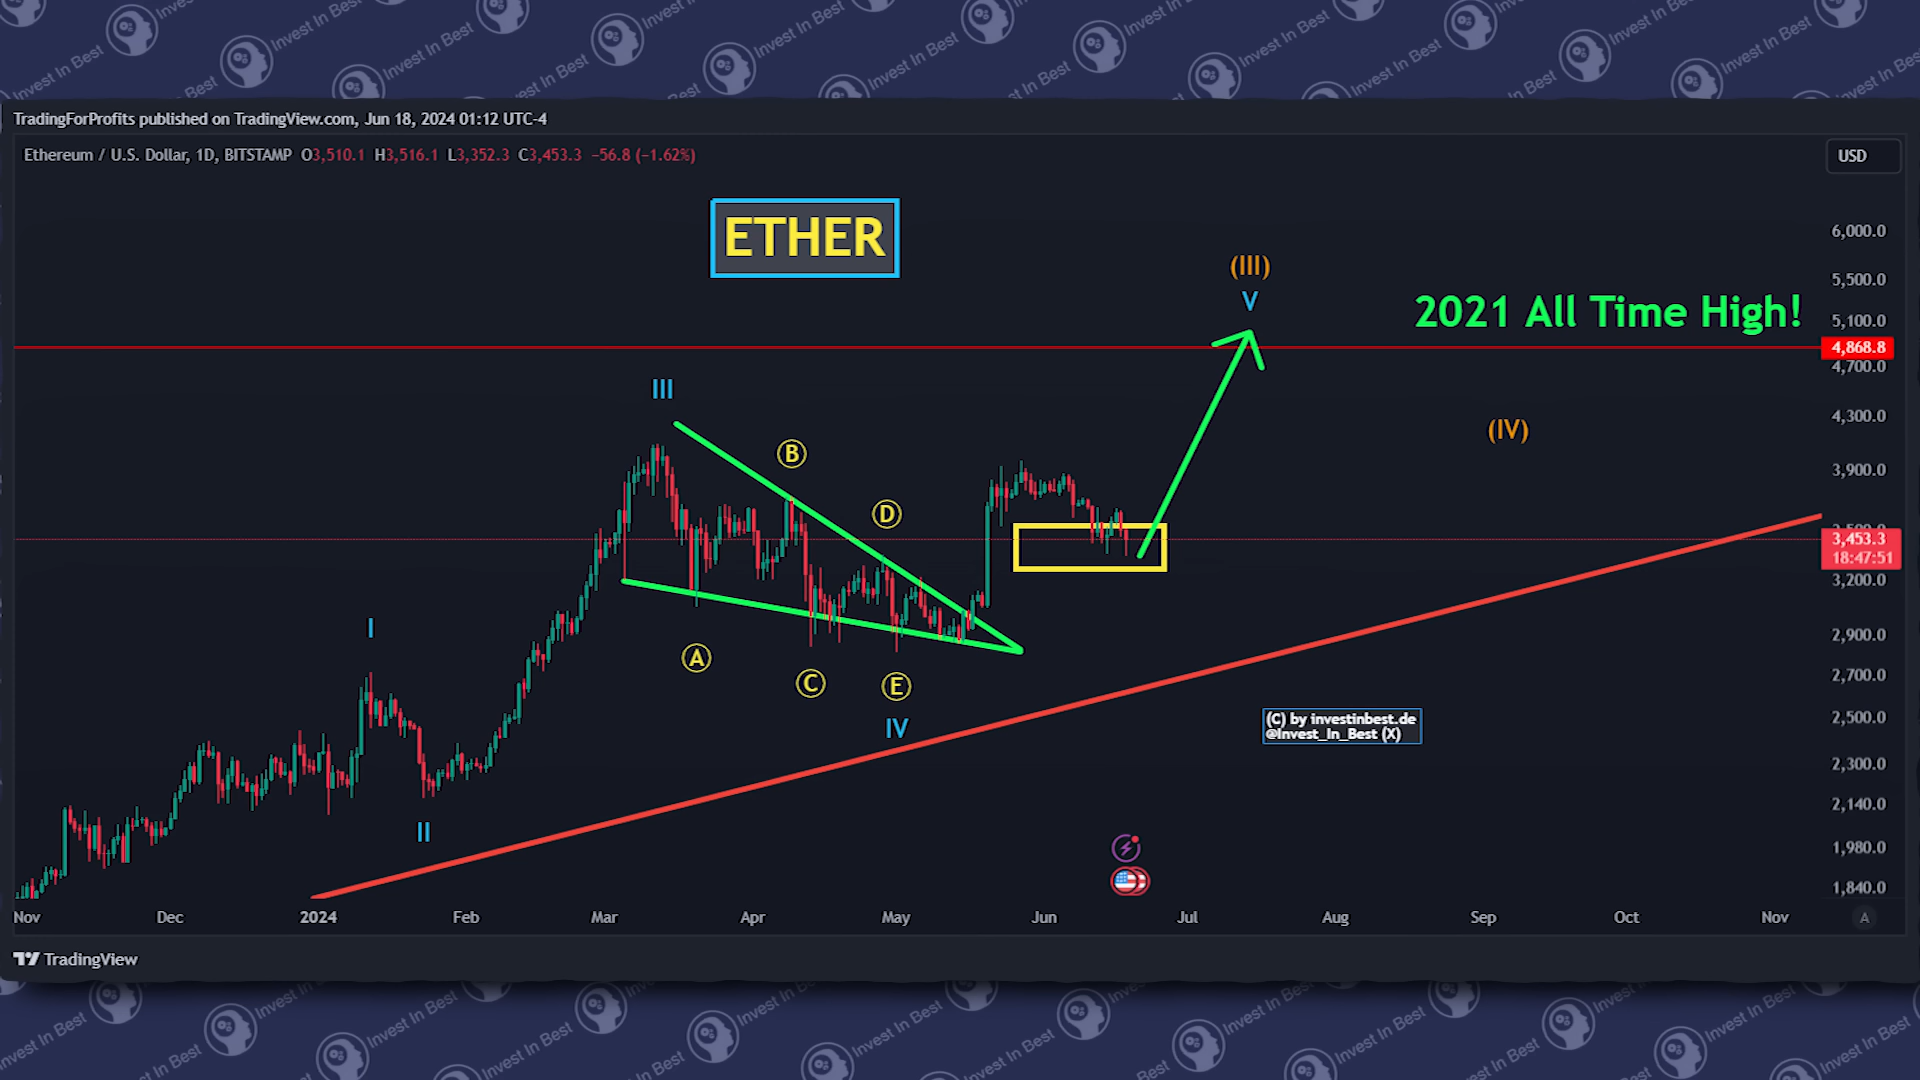 TradingForProfits published on TradingView.com, Jun 18, 2024 01:12 UTC-4
Ethereum / U.S. Dollar, 1D, BITSTAMP O3,510.1 H3,516.1 L3,352.3 C3,453.3 −56.8 (−1.62%)
USD
ETHER
6,000.0
(III)
5,500.0
V
2021 All Time High!
5,100.0
4,868.8
4,700.0
III
4,300.0
(IV)
B
3,900.0
D
3,453.3
18:47:51
3,200.0
I
2,900.0
A
2,700.0
C
E
2,500.0
(C) by investinbest.de
@Invest_In_Best (X)
IV
2,300.0
2,140.0
II
1,980.0
1,840.0
Nov Dec 2024 Feb Mar Apr May Jun Jul Aug Sep Oct Nov A
TradingView
Invest In Best